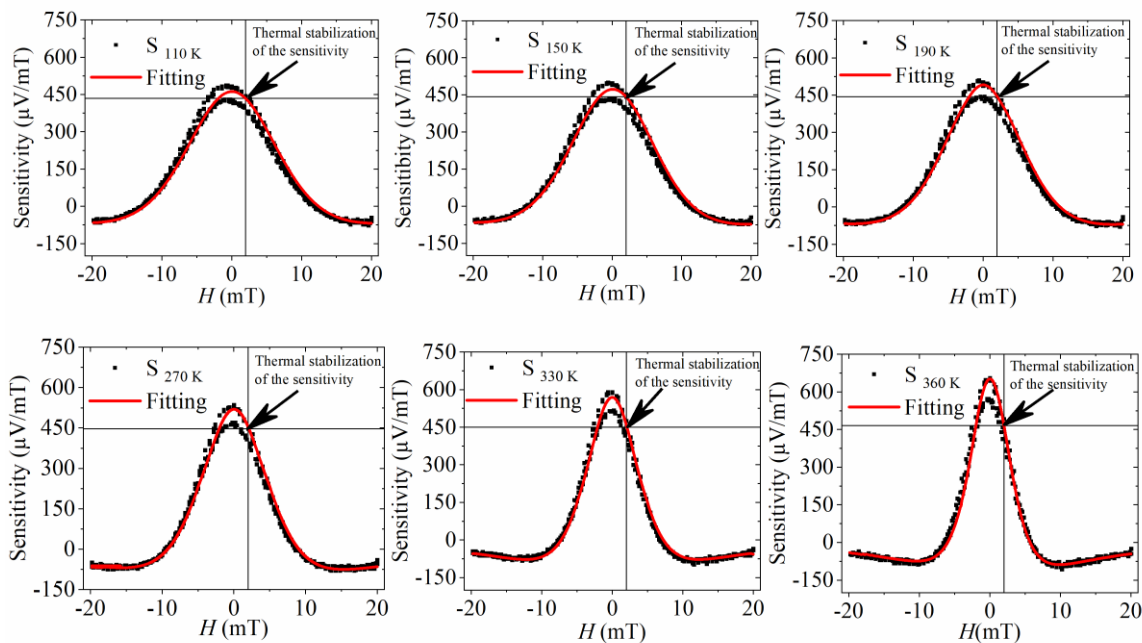 750
600
450
300
150
0
-150
Sensitivity (µV/mT)
S 110 K
Fitting
Thermal stabilization
of the sensitivity
-20
-10
0
10
20
H (mT)
750
600
450
300
150
0
-150
Sensitibity (µV/mT)
S 150 K
Fitting
Thermal stabilization
of the sensitivity
-20
-10
0
10
20
H (mT)
750
600
450
300
150
0
-150
Sensitivity (µV/mT)
S 190 K
Fitting
Thermal stabilization
of the sensitivity
-20
-10
0
10
20
H (mT)
750
600
450
300
150
0
-150
Sensitivity (µV/mT)
S 270 K
Fitting
Thermal stabilization
of the sensitivity
-20
-10
0
10
20
H (mT)
750
600
450
300
150
0
-150
Sensitivity (µV/mT)
S 330 K
Fitting
Thermal stabilization
of the sensitivity
-20
-10
0
10
20
H (mT)
750
600
450
300
150
0
-150
Sensitivity (µV/mT)
S 360 K
Fitting
Thermal stabilization
of the sensitivity
-20
-10
0
10
20
H(mT)